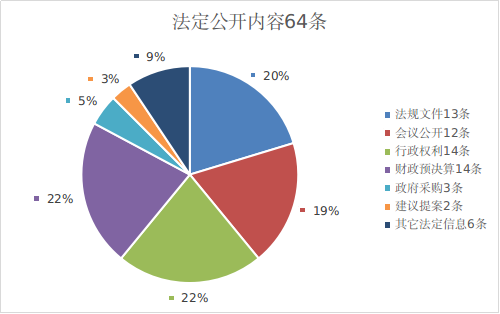 法定公开内容64条
9%
3%
5%
20%
22%
19%
22%
法规文件13条
会议公开12条
行政权利14条
财政预决算14条
政府采购3条
建议提案2条
其它法定信息6条